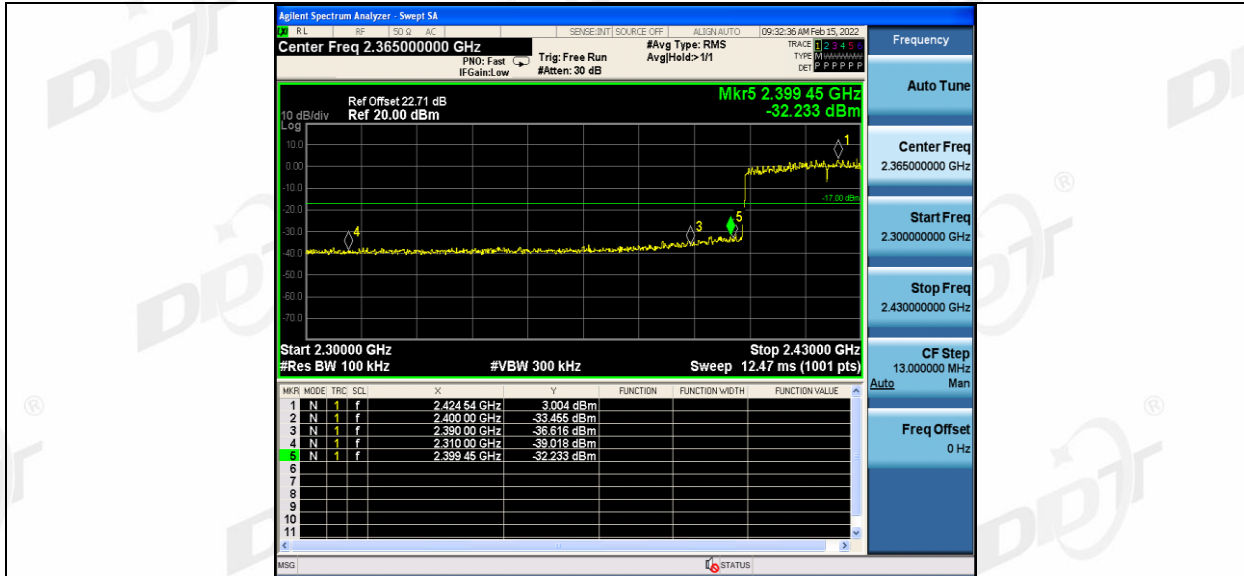 Agilent Spectrum Analyzer - Swept SA
RL RF 50 Ω AC SENSE:INT SOURCE OFF ALIGN AUTO 09:32:36 AM Feb 15, 2022
Center Freq 2.365000000 GHz
PNO: Fast
IFGain:Low
Trig: Free Run
#Atten: 30 dB
#Avg Type: RMS
Avg|Hold:>1/1
TRACE 1 2 3 4 5 6
TYPE M
DET P P P P P P
Frequency
Auto Tune
Center Freq
2.365000000 GHz
Start Freq
2.300000000 GHz
Stop Freq
2.430000000 GHz
CF Step
13.000000 MHz
Auto Man
Freq Offset
0 Hz
Mkr5 2.399 45 GHz
-32.233 dBm
Ref Offset 22.71 dB
10 dB/div Ref 20.00 dBm
Log
10.0
0.00
-10.0
-20.0
-30.0
-40.0
-50.0
-60.0
-70.0
1
-17.00 dBm
3
5
4
Start 2.30000 GHz Stop 2.43000 GHz
#Res BW 100 kHz #VBW 300 kHz Sweep 12.47 ms (1001 pts)
MKR MODE TRC SCL X Y FUNCTION FUNCTION WIDTH FUNCTION VALUE
1 N 1 f 2.424 54 GHz 3.004 dBm
2 N 1 f 2.400 00 GHz -33.455 dBm
3 N 1 f 2.390 00 GHz -36.616 dBm
4 N 1 f 2.310 00 GHz -39.018 dBm
5 N 1 f 2.399 45 GHz -32.233 dBm
6
7
8
9
10
11
MSG STATUS
DDT
®